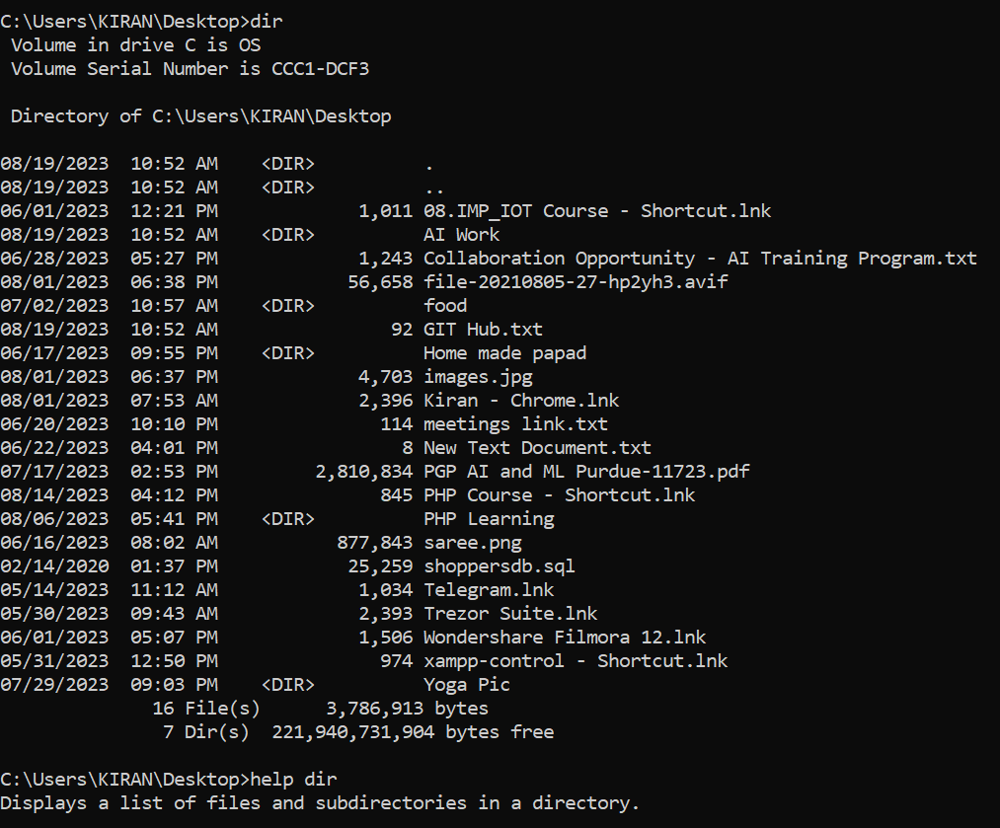 C:\Users\KIRAN\Desktop>dir
 Volume in drive C is OS
 Volume Serial Number is CCC1-DCF3

 Directory of C:\Users\KIRAN\Desktop

08/19/2023  10:52 AM    <DIR>          .
08/19/2023  10:52 AM    <DIR>          ..
06/01/2023  12:21 PM             1,011 08.IMP_IOT Course - Shortcut.lnk
08/19/2023  10:52 AM    <DIR>          AI Work
06/28/2023  05:27 PM             1,243 Collaboration Opportunity - AI Training Program.txt
08/01/2023  06:38 PM            56,658 file-20210805-27-hp2yh3.avif
07/02/2023  10:57 AM    <DIR>          food
08/19/2023  10:52 AM                92 GIT Hub.txt
06/17/2023  09:55 PM    <DIR>          Home made papad
08/01/2023  06:37 PM             4,703 images.jpg
08/01/2023  07:53 AM             2,396 Kiran - Chrome.lnk
06/20/2023  10:10 PM               114 meetings link.txt
06/22/2023  04:01 PM                 8 New Text Document.txt
07/17/2023  02:53 PM         2,810,834 PGP AI and ML Purdue-11723.pdf
08/14/2023  04:12 PM               845 PHP Course - Shortcut.lnk
08/06/2023  05:41 PM    <DIR>          PHP Learning
06/16/2023  08:02 AM           877,843 saree.png
02/14/2020  01:37 PM            25,259 shoppersdb.sql
05/14/2023  11:12 AM             1,034 Telegram.lnk
05/30/2023  09:43 AM             2,393 Trezor Suite.lnk
06/01/2023  05:07 PM             1,506 Wondershare Filmora 12.lnk
05/31/2023  12:50 PM               974 xampp-control - Shortcut.lnk
07/29/2023  09:03 PM    <DIR>          Yoga Pic
              16 File(s)      3,786,913 bytes
               7 Dir(s)  221,940,731,904 bytes free

C:\Users\KIRAN\Desktop>help dir
Displays a list of files and subdirectories in a directory.